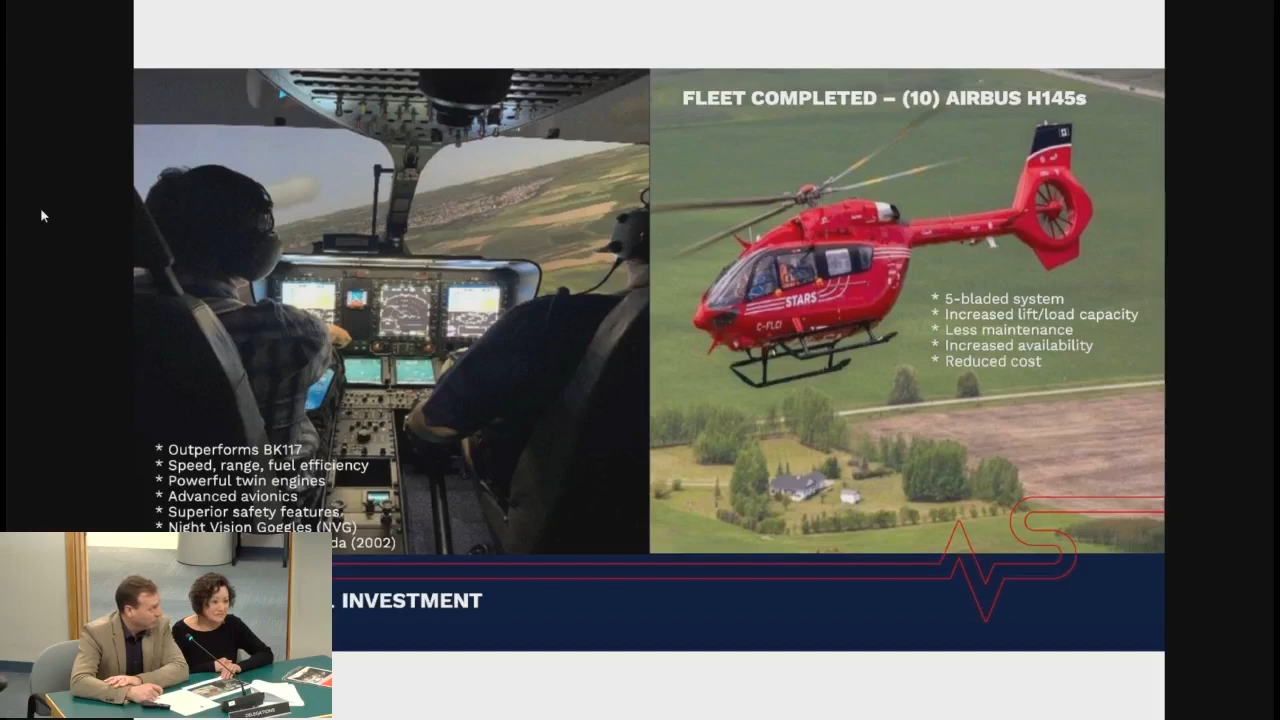 FLEET COMPLETED – (10) AIRBUS H145s
STARS
C-FLCI
* 5-bladed system
* Increased lift/load capacity
* Less maintenance
* Increased availability
* Reduced cost
* Outperforms BK117
* Speed, range, fuel efficiency
* Powerful twin engines
* Advanced avionics
* Superior safety features
* Night Vision Goggles (NVG)
da (2002)
INVESTMENT
DELEGATIONS